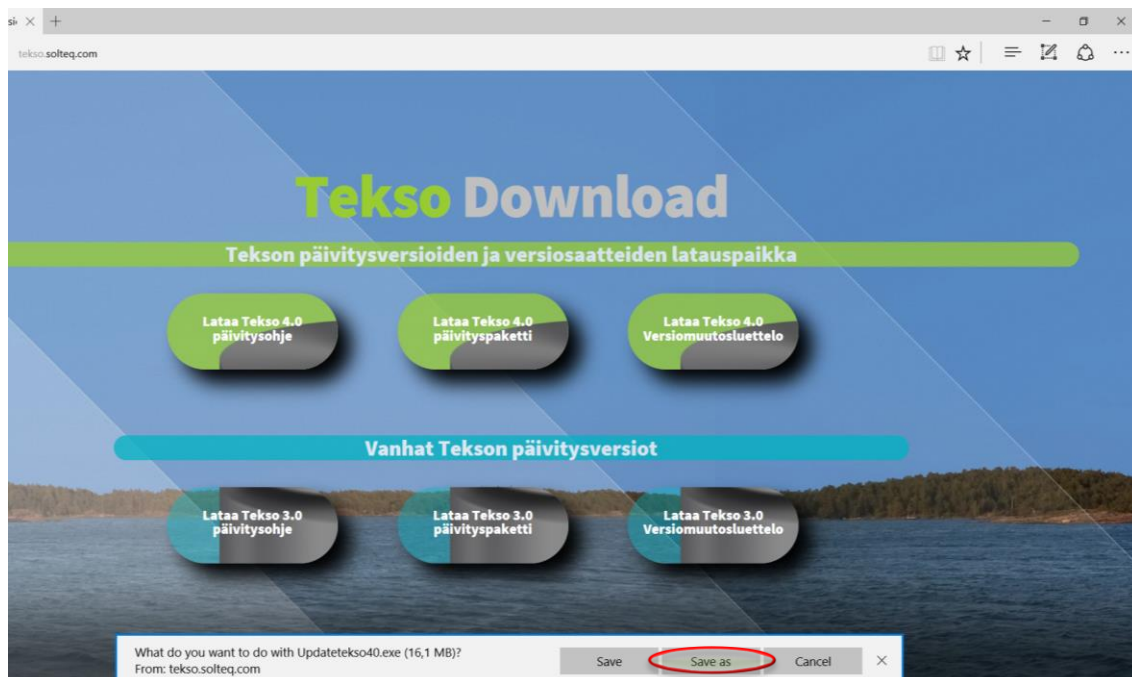 tekso.solteq.com
Tekso Download
Tekson päivitysversioiden ja versiosaatteiden latauspaikka
Lataa Tekso 4.0
päivitysohje
Lataa Tekso 4.0
päivityspaketti
Lataa Tekso 4.0
Versiomuutosluettelo
Vanhat Tekson päivitysversiot
Lataa Tekso 3.0
päivitysohje
Lataa Tekso 3.0
päivityspaketti
Lataa Tekso 3.0
Versiomuutosluettelo
What do you want to do with Updatetekso40.exe (16,1 MB)?
From: tekso.solteq.com
Save
Save as
Cancel